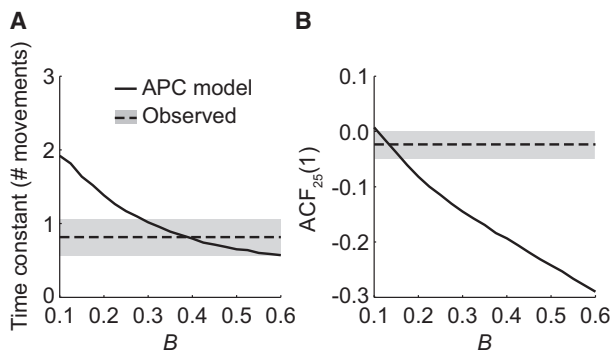 A
Time constant (# movements)
3
2
1
0
APC model
Observed
0.1 0.2 0.3 0.4 0.5 0.6
B
B
ACF25(1)
0.1
0.0
-0.1
-0.2
-0.3
0.1 0.2 0.3 0.4 0.5 0.6
B